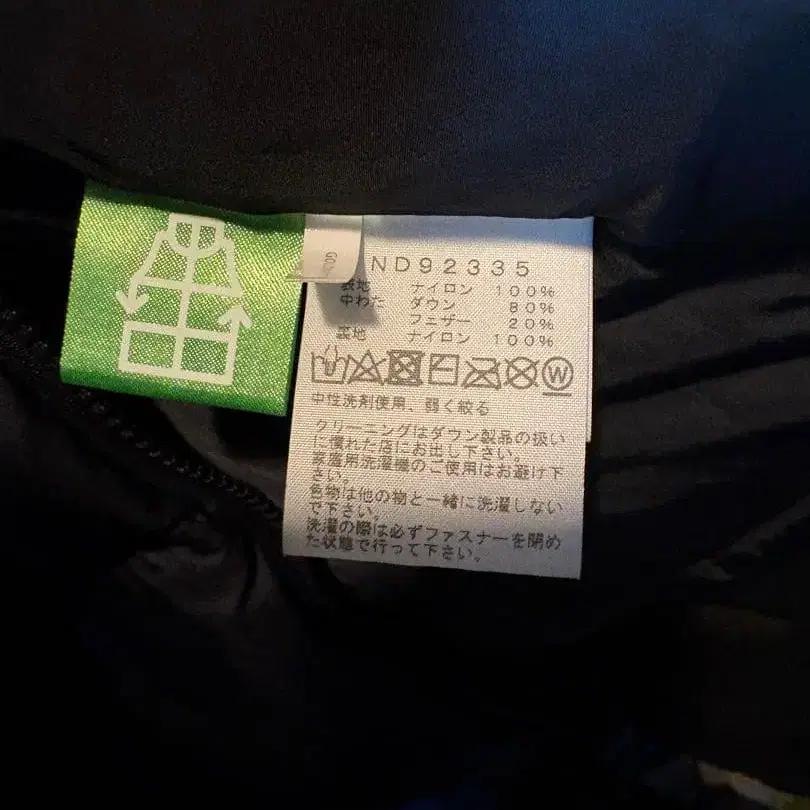 ND92335
表地 ナイロン 100%
中わた ダウン 80%
フェザー 20%
裏地 ナイロン 100%
W
中性洗剤使用、弱く絞る
クリーニングはダウン製品の扱い
に慣れた店にお出し下さい。
家庭用洗濯機のご使用はお避け下
さい。
色物は他の物と一緒に洗濯しない
で下さい。
洗濯の際は必ずファスナーを閉め
た状態で行って下さい。